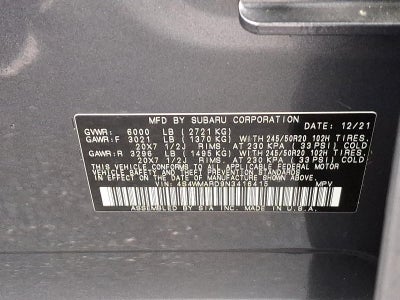 MFD BY SUBARU CORPORATION DATE: 12/21
GVWR: 6000 LB (2721 KG)
GAWR:F 3021 LB (1370 KG) WITH 245/50R20 102H TIRES.
20X7 1/2J RIMS. AT 230 KPA (33 PSI) COLD
GAWR:R 3296 LB (1495 KG) WITH 245/50R20 102H TIRES.
20X7 1/2J RIMS. AT 230 KPA (33 PSI) COLD
THIS VEHICLE CONFORMS TO ALL APPLICABLE FEDERAL MOTOR
VEHICLE SAFETY AND THEFT PREVENTION STANDARDS IN
EFFECT ON THE DATE OF MANUFACTURE SHOWN ABOVE.
VIN: 4S4WMARD9N3416415 MPV
ASSEMBLED BY SIA INC. MADE IN U.S.A.